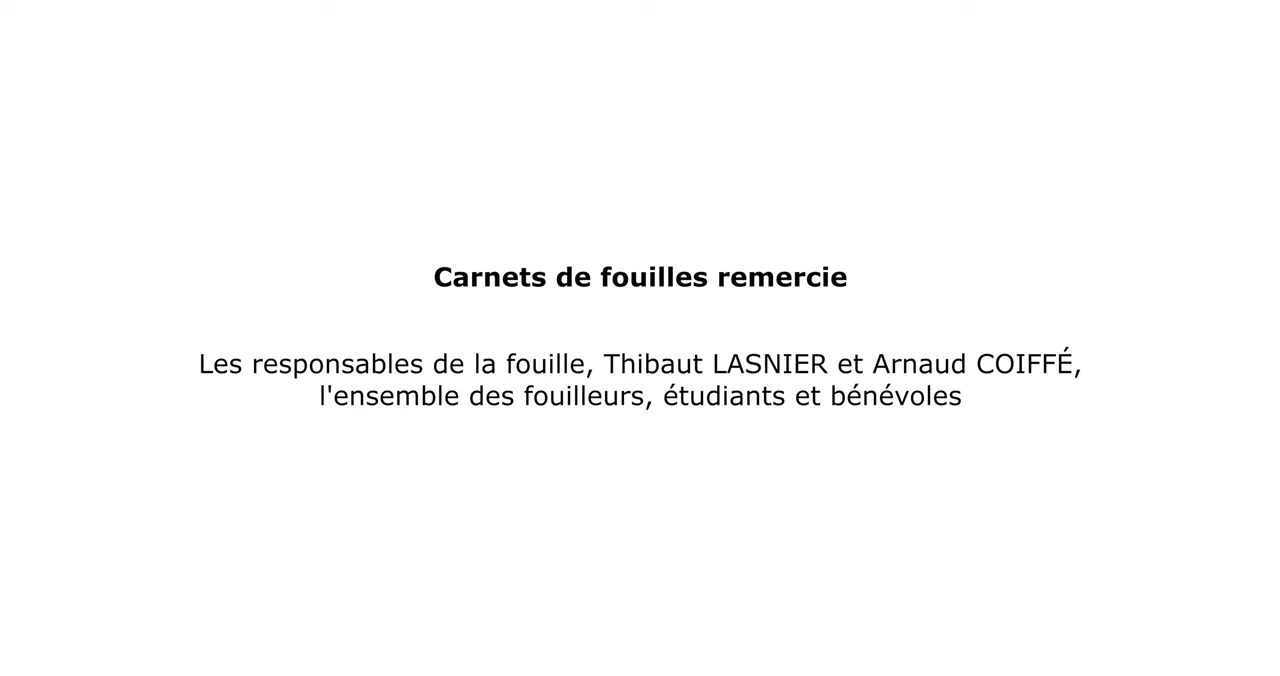 Carnets de fouilles remercie
Les responsables de la fouille, Thibaut LASNIER et Arnaud COIFFÉ,
l'ensemble des fouilleurs, étudiants et bénévoles